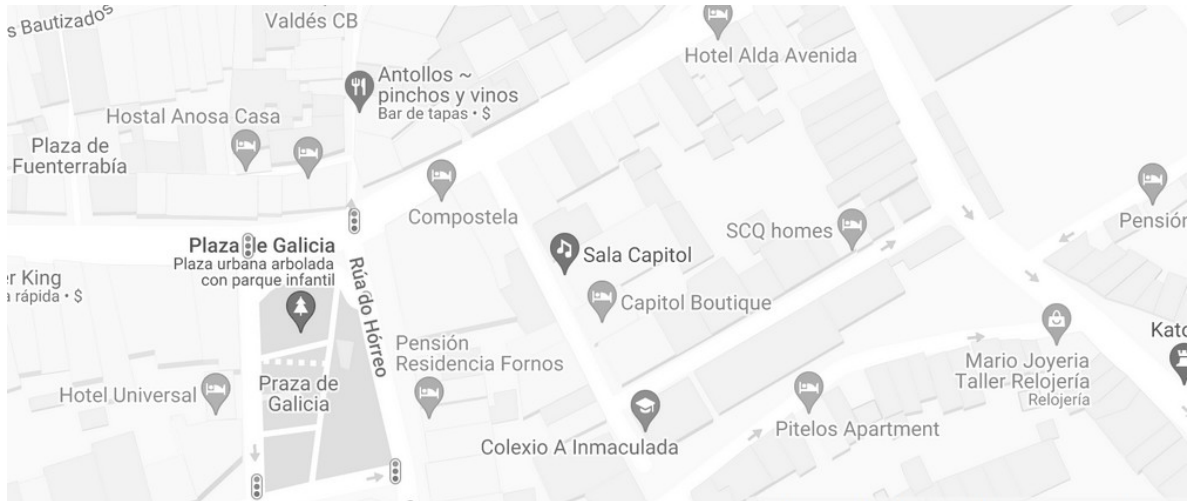 s Bautizados
Valdés CB
Hotel Alda Avenida
Antollos ~
pinchos y vinos
Bar de tapas • $
Hostal Anosa Casa
Plaza de
Fuenterrabía
Compostela
Pensión
SCQ homes
Plaza de Galicia
Plaza urbana arbolada
con parque infantil
Sala Capitol
er King
a rápida • $
Rúa do Hórreo
Capitol Boutique
Pensión
Residencia Fornos
Kato
Mario Joyeria
Taller Relojería
Relojería
Hotel Universal
Praza de
Galicia
Pitelos Apartment
Colexio A Inmaculada